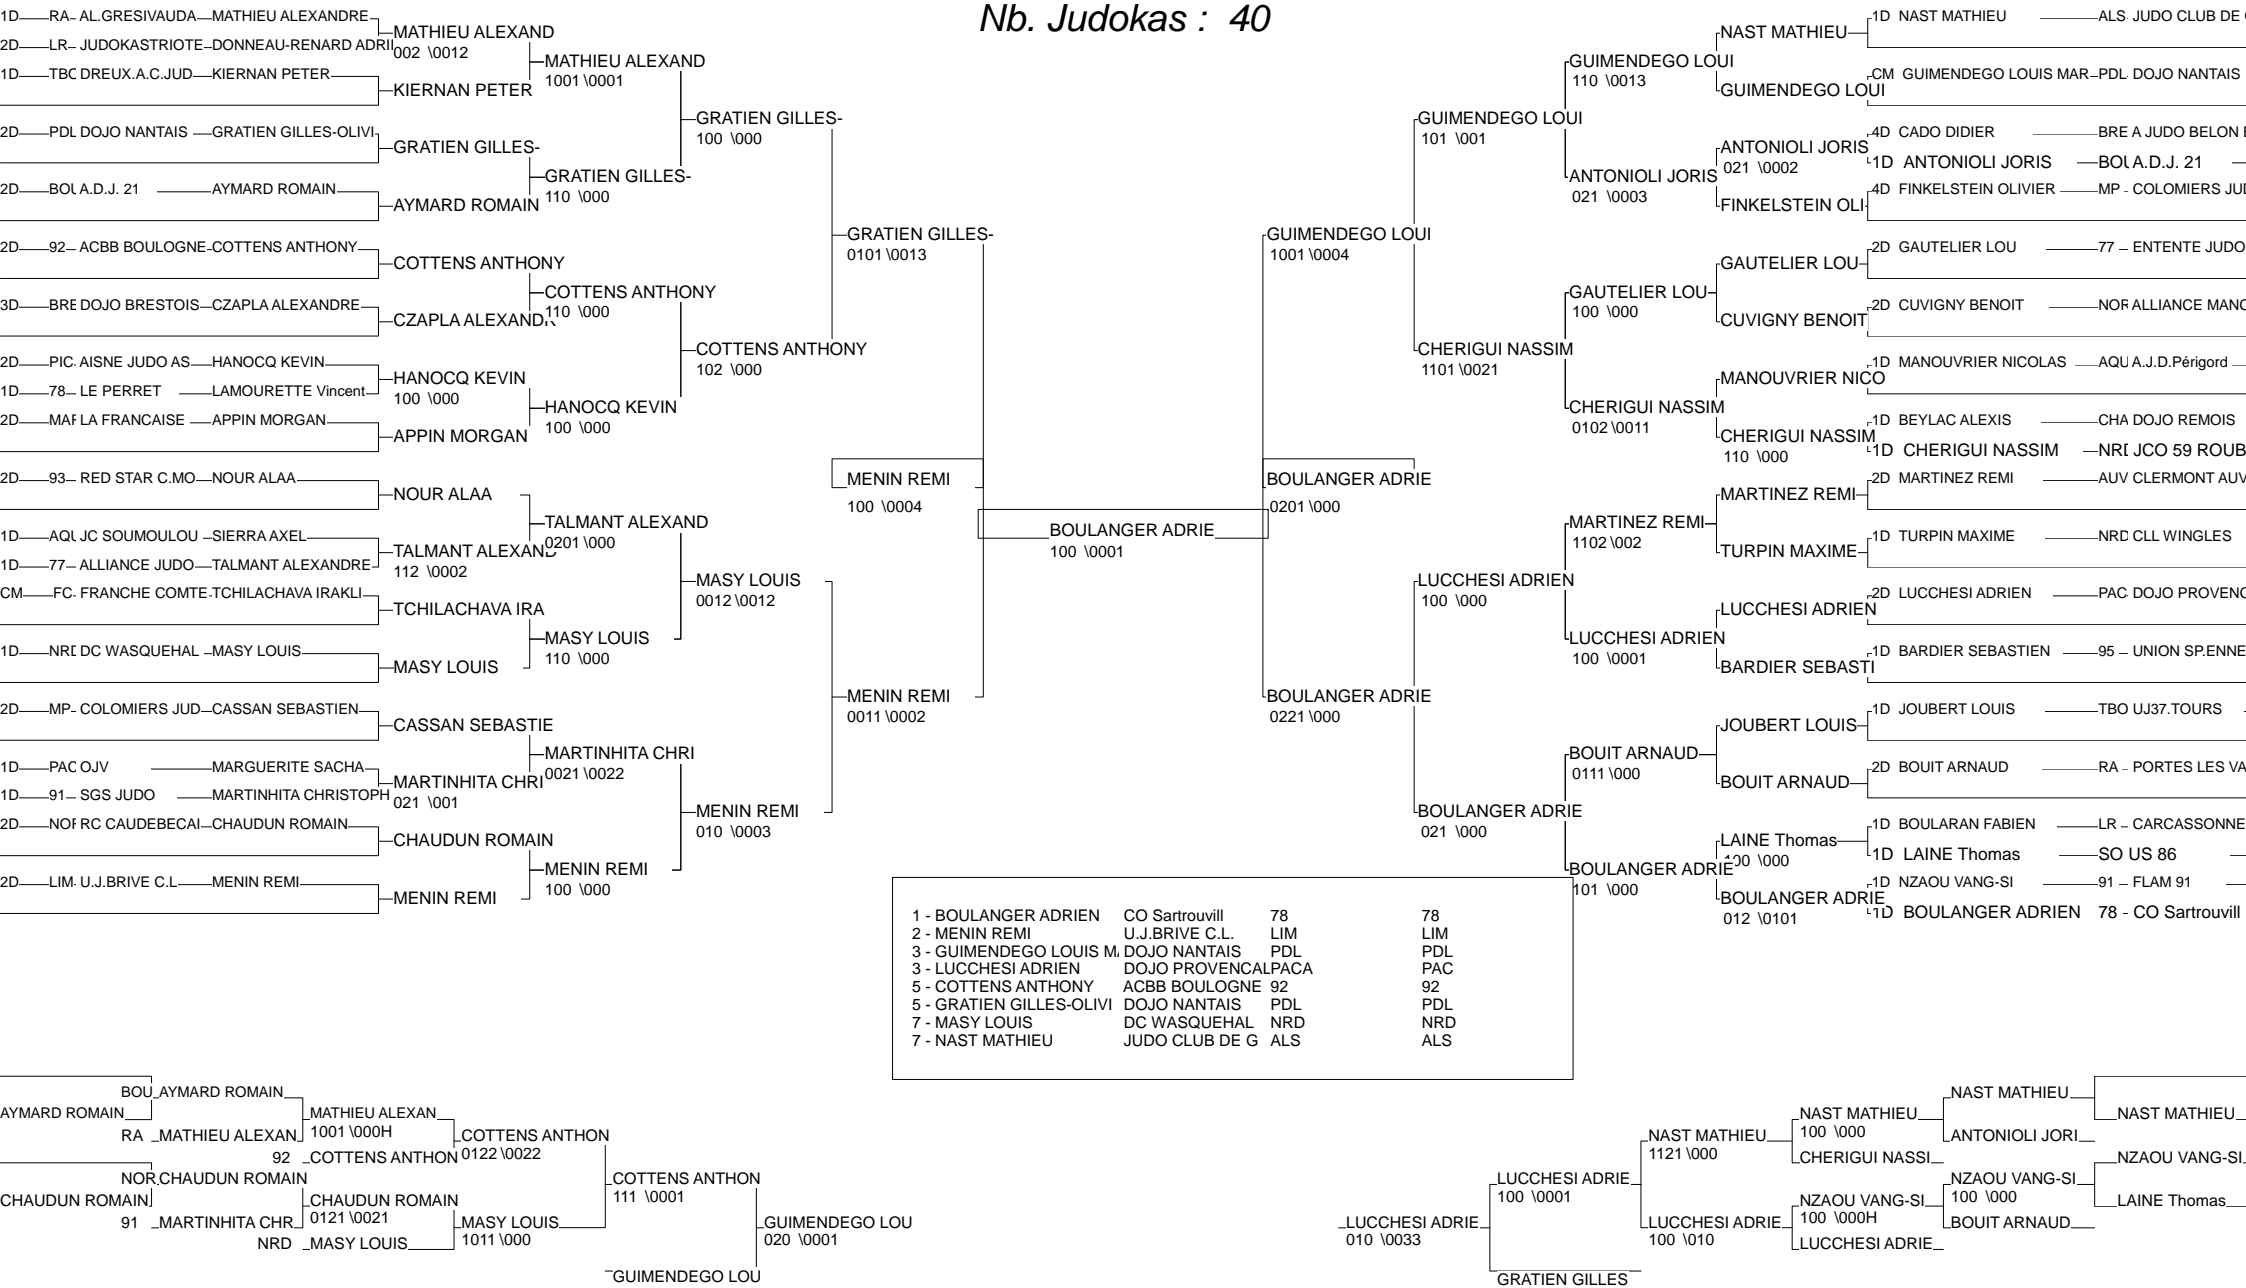 Nb. Judokas : 40
1D RA- AL.GRESIVAUDA MATHIEU ALEXANDRE
2D LR- JUDOKASTRIOTE DONNEAU-RENARD ADRI
1D TBC DREUX.A.C.JUD KIERNAN PETER
2D PDL DOJO NANTAIS GRATIEN GILLES-OLIVI
2D BOU A.D.J. 21 AYMARD ROMAIN
2D 92 ACBB BOULOGNE COTTENS ANTHONY
3D BRE DOJO BRESTOIS CZAPLA ALEXANDRE
2D PIC. AISNE JUDO AS HANOCQ KEVIN
1D 78 LE PERRET LAMOURETTE Vincent
2D MAF LA FRANCAISE APPIN MORGAN
2D 93 RED STAR C.MO NOUR ALAA
1D AQU JC SOUMOULOU SIERRA AXEL
1D 77 ALLIANCE JUDO TALMANT ALEXANDRE
CM FC- FRANCHE COMTE TCHILACHAVA IRAKLI
1D NRD DC WASQUEHAL MASY LOUIS
2D MP- COLOMIERS JUD CASSAN SEBASTIEN
1D PAC OJV MARGUERITE SACHA
1D 91 SGS JUDO MARTINHITA CHRISTOPH
2D NOR RC CAUDEBECAI CHAUDUN ROMAIN
2D LIM U.J.BRIVE C.L MENIN REMI
MATHIEU ALEXAND
002 \0012
KIERNAN PETER
GRATIEN GILLES-
AYMARD ROMAIN
COTTENS ANTHONY
CZAPLA ALEXANDR
HANOCQ KEVIN
100 \000
APPIN MORGAN
NOUR ALAA
TALMANT ALEXAND
112 \0002
TCHILACHAVA IRA
MASY LOUIS
CASSAN SEBASTIE
MARTINHITA CHRI
021 \001
CHAUDUN ROMAIN
MENIN REMI
MATHIEU ALEXAND
1001 \0001
GRATIEN GILLES-
110 \000
COTTENS ANTHONY
110 \000
HANOCQ KEVIN
100 \000
TALMANT ALEXAND
0201 \000
MASY LOUIS
110 \000
MARTINHITA CHRI
0021 \0022
MENIN REMI
100 \000
GRATIEN GILLES-
100 \000
COTTENS ANTHONY
102 \000
MASY LOUIS
0012 \0012
MENIN REMI
010 \0003
GRATIEN GILLES-
0101 \0013
MENIN REMI
0011 \0002
MENIN REMI
100 \0004
BOULANGER ADRIE
100 \0001
BOULANGER ADRIE
0201 \000
GUIMENDEGO LOUI
1001 \0004
BOULANGER ADRIE
0221 \000
GUIMENDEGO LOUI
101 \001
CHERIGUI NASSIM
1101 \0021
LUCCHESI ADRIEN
100 \000
BOULANGER ADRIE
021 \000
GUIMENDEGO LOUI
110 \0013
ANTONIOLI JORIS
021 \0003
GAUTELIER LOU
100 \000
CHERIGUI NASSIM
0102 \0011
MARTINEZ REMI
1102 \002
LUCCHESI ADRIEN
100 \0001
BOUIT ARNAUD
0111 \000
BOULANGER ADRIE
101 \000
NAST MATHIEU
GUIMENDEGO LOUI
ANTONIOLI JORIS
021 \0002
FINKELSTEIN OLI
GAUTELIER LOU
CUVIGNY BENOIT
MANOUVRIER NICO
CHERIGUI NASSIM
110 \000
MARTINEZ REMI
TURPIN MAXIME
LUCCHESI ADRIEN
BARDIER SEBASTI
JOUBERT LOUIS
BOUIT ARNAUD
LAINE Thomas
100 \000
BOULANGER ADRIE
012 \0101
1D NAST MATHIEU ALS JUDO CLUB DE
CM GUIMENDEGO LOUIS MAR PDL DOJO NANTAIS
4D CADO DIDIER BRE A JUDO BELON
1D ANTONIOLI JORIS BOU A.D.J. 21
4D FINKELSTEIN OLIVIER MP - COLOMIERS JUD
2D GAUTELIER LOU 77 - ENTENTE JUDO
2D CUVIGNY BENOIT NOR ALLIANCE MANC
1D MANOUVRIER NICOLAS AQU A.J.D.Périgord
1D BEYLAC ALEXIS CHA DOJO REMOIS
1D CHERIGUI NASSIM NRD JCO 59 ROUB
2D MARTINEZ REMI AUV CLERMONT AUV
1D TURPIN MAXIME NRD CLL WINGLES
2D LUCCHESI ADRIEN PAC DOJO PROVENC
1D BARDIER SEBASTIEN 95 - UNION SP.ENNE
1D JOUBERT LOUIS TBO UJ37.TOURS
2D BOUIT ARNAUD RA - PORTES LES VA
1D BOULARAN FABIEN LR - CARCASSONNE
1D LAINE Thomas SO US 86
1D NZAOU VANG-SI 91 - FLAM 91
1D BOULANGER ADRIEN 78 - CO Sartrouvill
1 - BOULANGER ADRIEN CO Sartrouvill 78 78
2 - MENIN REMI U.J.BRIVE C.L. LIM LIM
3 - GUIMENDEGO LOUIS M DOJO NANTAIS PDL PDL
3 - LUCCHESI ADRIEN DOJO PROVENCAL PACA PAC
5 - COTTENS ANTHONY ACBB BOULOGNE 92 92
5 - GRATIEN GILLES-OLIVI DOJO NANTAIS PDL PDL
7 - MASY LOUIS DC WASQUEHAL NRD NRD
7 - NAST MATHIEU JUDO CLUB DE G ALS ALS
AYMARD ROMAIN
CHAUDUN ROMAIN
BOU AYMARD ROMAIN
RA MATHIEU ALEXAN
NOR CHAUDUN ROMAIN
91 MARTINHITA CHR
MATHIEU ALEXAN
1001 \000H
92 COTTENS ANTHON
CHAUDUN ROMAIN
0121 \0021
NRD MASY LOUIS
COTTENS ANTHON
0122 \0022
MASY LOUIS
1011 \000
COTTENS ANTHON
111 \0001
GUIMENDEGO LOU
GUIMENDEGO LOU
020 \0001
LUCCHESI ADRIE
010 \0033
LUCCHESI ADRIE
100 \0001
GRATIEN GILLES
NAST MATHIEU
1121 \000
LUCCHESI ADRIE
100 \010
NAST MATHIEU
100 \000
CHERIGUI NASSI
NZAOU VANG-SI
100 \000H
LUCCHESI ADRIE
NAST MATHIEU
ANTONIOLI JORI
NZAOU VANG-SI
100 \000
BOUIT ARNAUD
NAST MATHIEU
NZAOU VANG-SI
LAINE Thomas